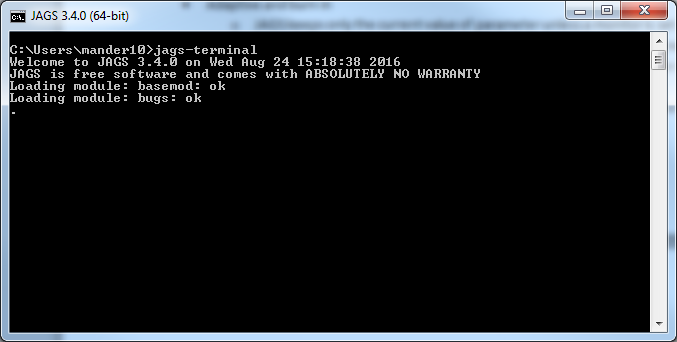 JAGS 3.4.0 (64-bit)
C:\Users\mander10>jags-terminal
Welcome to JAGS 3.4.0 on Wed Aug 24 15:18:38 2016
JAGS is free software and comes with ABSOLUTELY NO WARRANTY
Loading module: basemod: ok
Loading module: bugs: ok
.